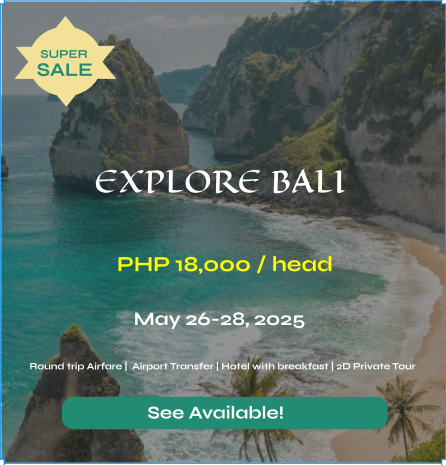 SUPER
SALE
EXPLORE BALI
PHP 18,000 / head
May 26-28, 2025
Round trip Airfare | Airport Transfer | Hotel with breakfast | 2D Private Tour
See Available!